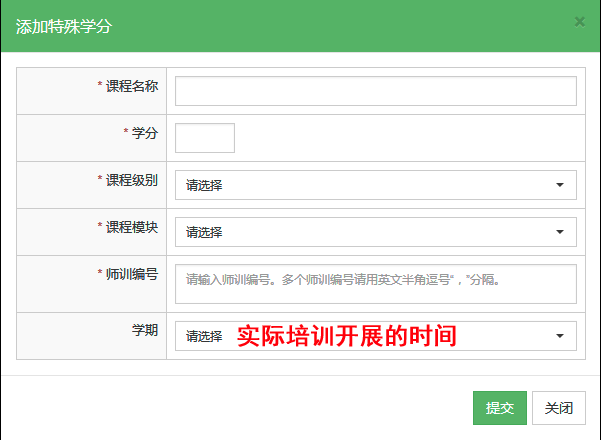 添加特殊学分
×
* 课程名称
* 学分
* 课程级别 请选择
* 课程模块 请选择
* 师训编号 请输入师训编号。多个师训编号请用英文半角逗号“，”分隔。
学期 请选择 实际培训开展的时间
提交 关闭